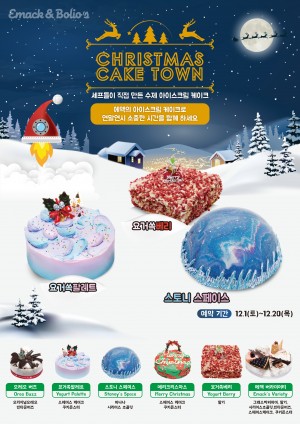 Emack & Bolio's
CHRISTMAS
CAKE TOWN
셰프들이 직접 만든 수제 아이스크림 케이크
에맥의 아이스크림 케이크로
연말연시 소중한 시간을 함께 하세요
요거쏙베리
요거쏙팔레트
스토니 스페이스
예약 기간 12.1(토)~12.20(목)
오레오 버즈
Oreo Buzz
요거쏙팔레트
Yogurt Palette
스토니 스페이스
Stoney's Space
메리크리스마스
Merry Christmas
요거쏙베리
Yogurt Berry
에맥 버라이어티
Emack's Variety